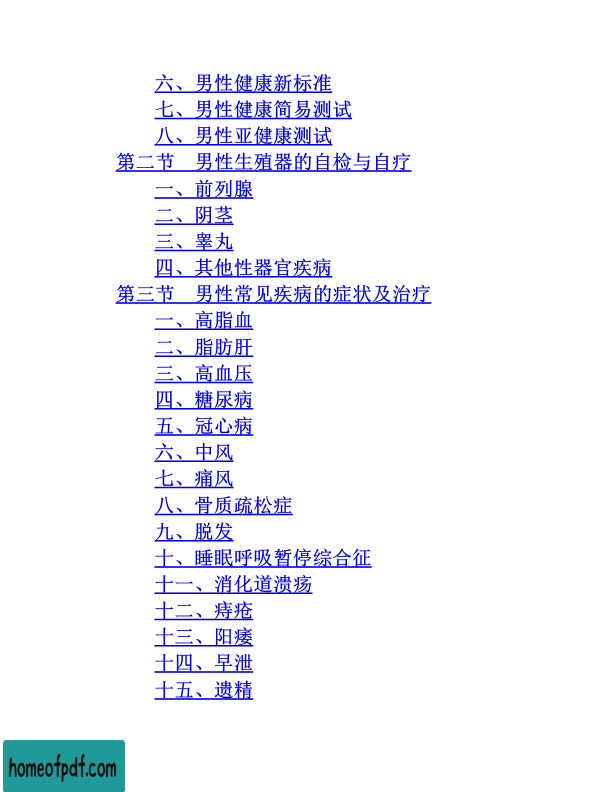 六、男性健康新标准
七、男性健康简易测试
八、男性亚健康测试
第二节　男性生殖器的自检与自疗
一、前列腺
二、阴茎
三、睾丸
四、其他性器官疾病
第三节　男性常见疾病的症状及治疗
一、高脂血
二、脂肪肝
三、高血压
四、糖尿病
五、冠心病
六、中风
七、痛风
八、骨质疏松症
九、脱发
十、睡眠呼吸暂停综合征
十一、消化道溃疡
十二、痔疮
十三、阳痿
十四、早泄
十五、遗精
homeofpdf.com